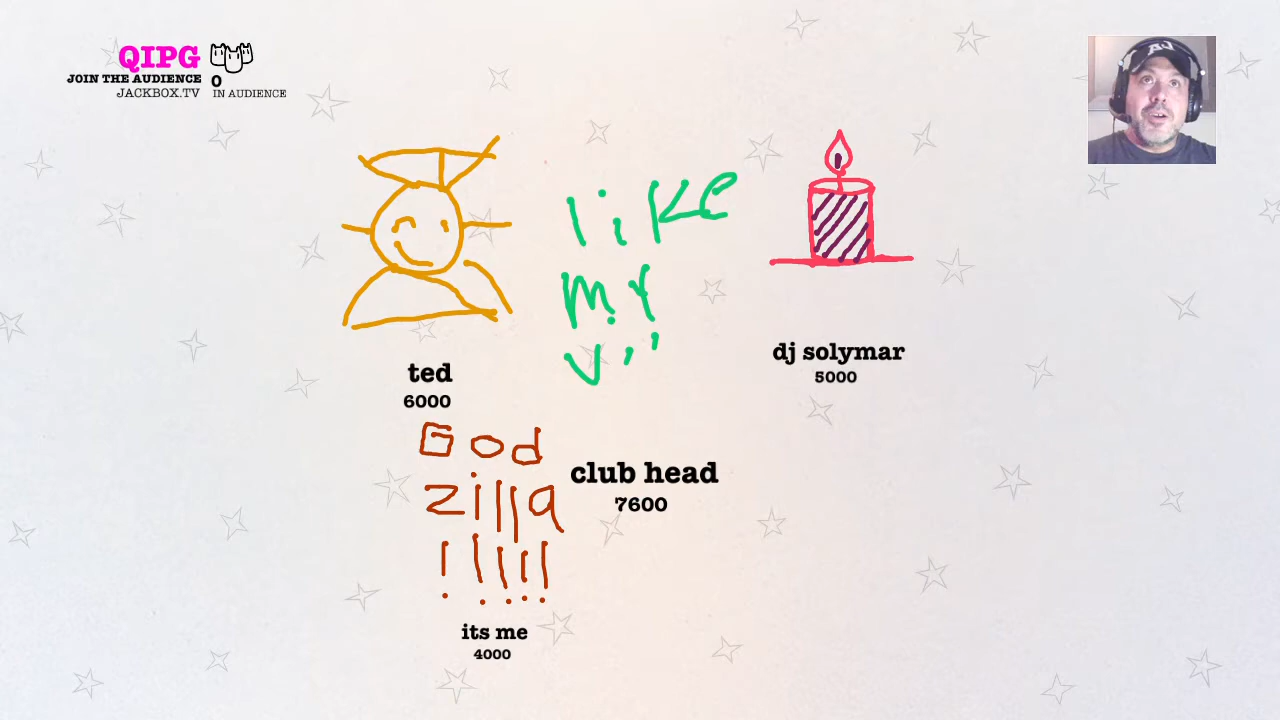 QIPG
JOIN THE AUDIENCE
JACKBOX.TV
0
IN AUDIENCE
like
mr
ted
6000
dj solymar
5000
God
zilla
!!!!!
club head
7600
its me
4000